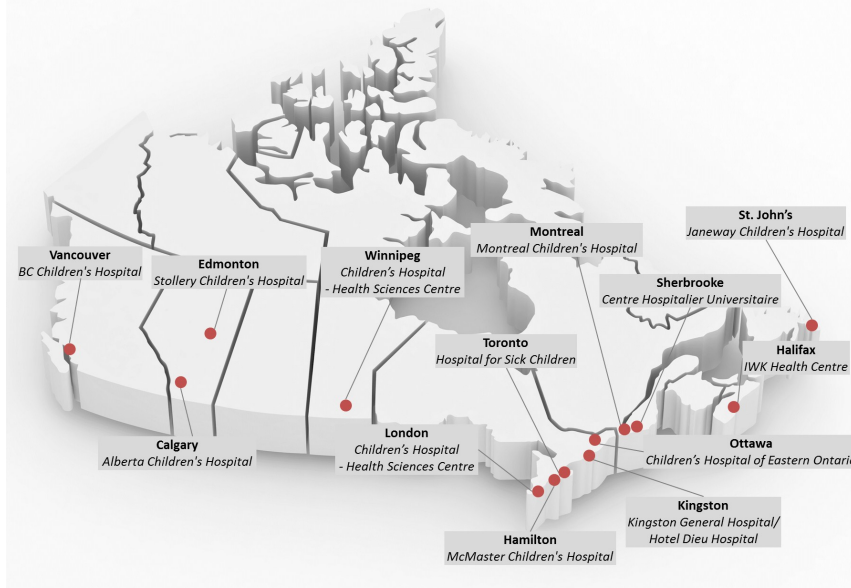 St. John’s
Janeway Children's Hospital
Montreal
Montreal Children's Hospital
Vancouver
BC Children's Hospital
Edmonton
Stollery Children's Hospital
Winnipeg
Children’s Hospital
- Health Sciences Centre
Sherbrooke
Centre Hospitalier Universitaire
Toronto
Hospital for Sick Children
Halifax
IWK Health Centre
Calgary
Alberta Children's Hospital
London
Children’s Hospital
- Health Sciences Centre
Ottawa
Children’s Hospital of Eastern Ontario
Kingston
Kingston General Hospital/
Hotel Dieu Hospital
Hamilton
McMaster Children's Hospital